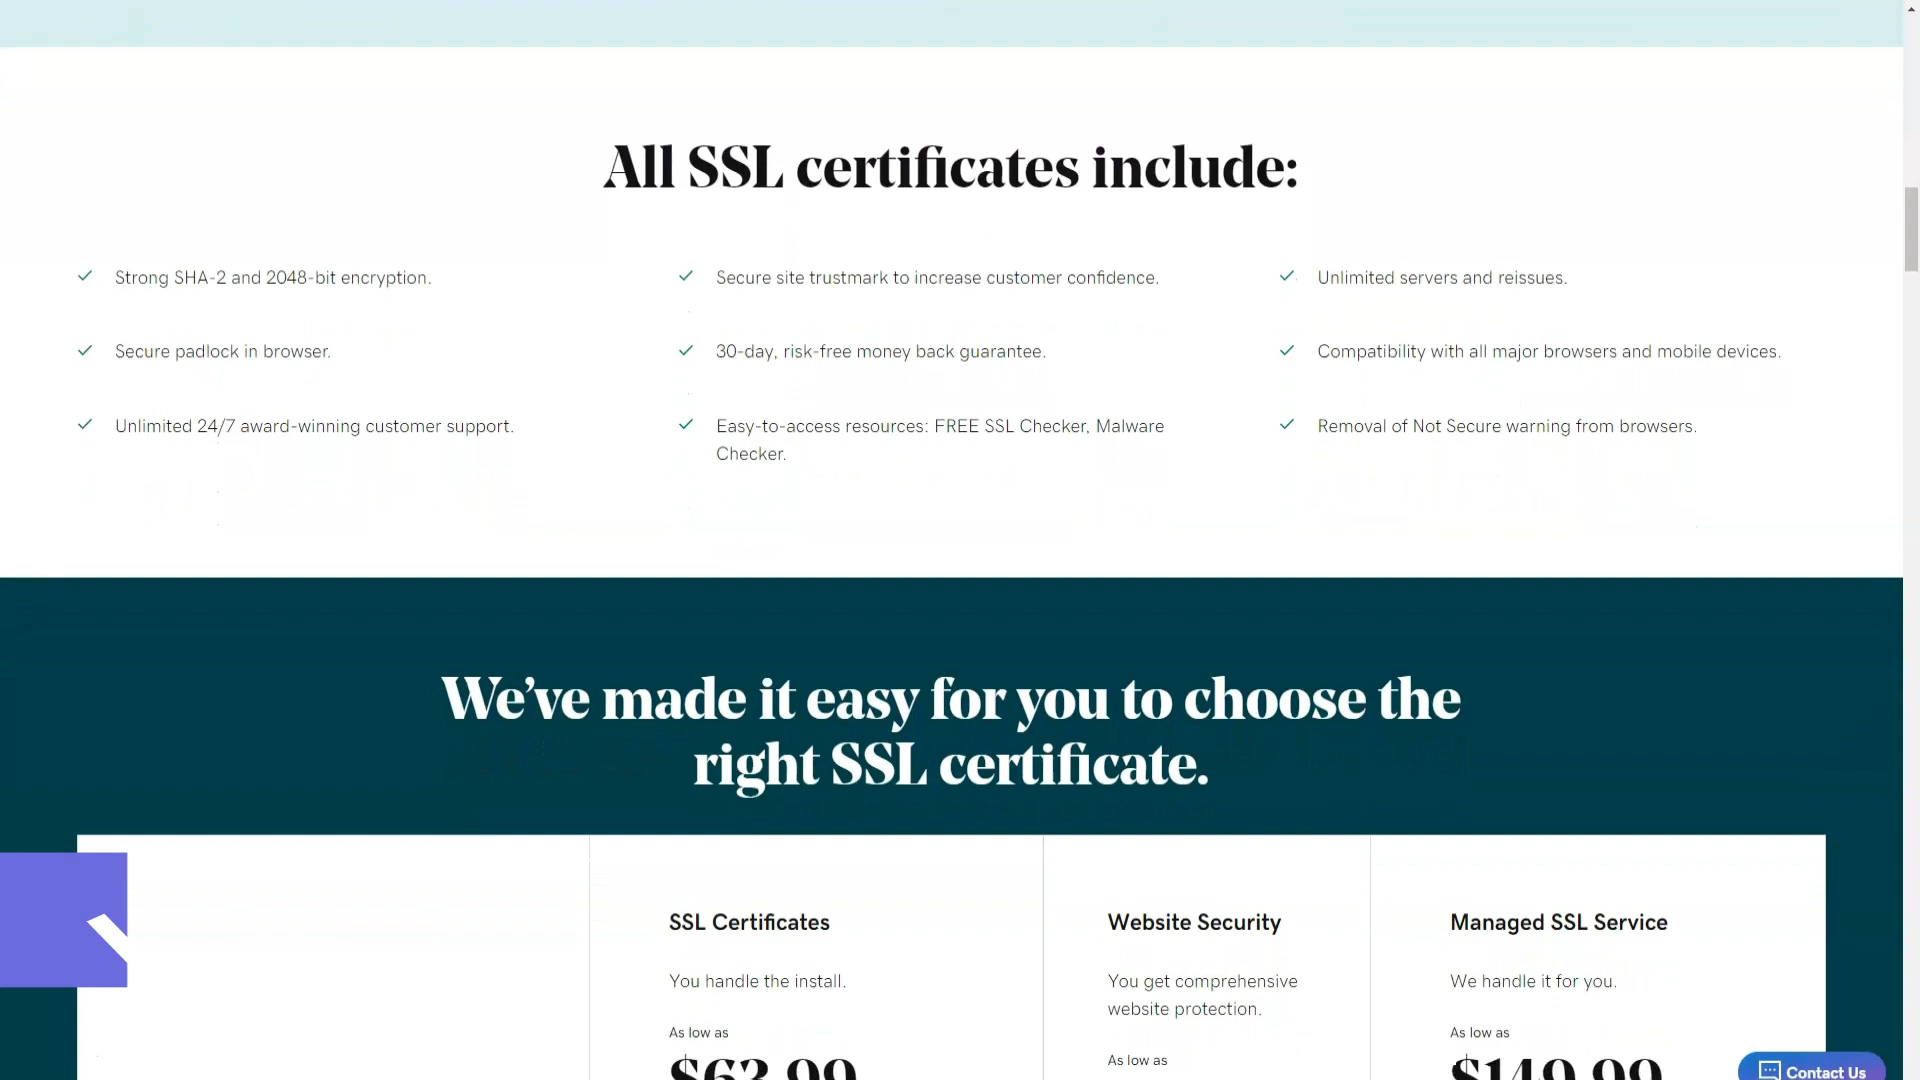 All SSL certificates include:
Strong SHA-2 and 2048-bit encryption.
Secure site trustmark to increase customer confidence.
Unlimited servers and reissues.
Secure padlock in browser.
30-day, risk-free money back guarantee.
Compatibility with all major browsers and mobile devices.
Unlimited 24/7 award-winning customer support.
Easy-to-access resources: FREE SSL Checker, Malware
Checker.
Removal of Not Secure warning from browsers.
We've made it easy for you to choose the
right SSL certificate.
SSL Certificates
You handle the install.
As low as
$63.99
Website Security
You get comprehensive
website protection.
As low as
Managed SSL Service
We handle it for you.
As low as
$149.99
Contact Us